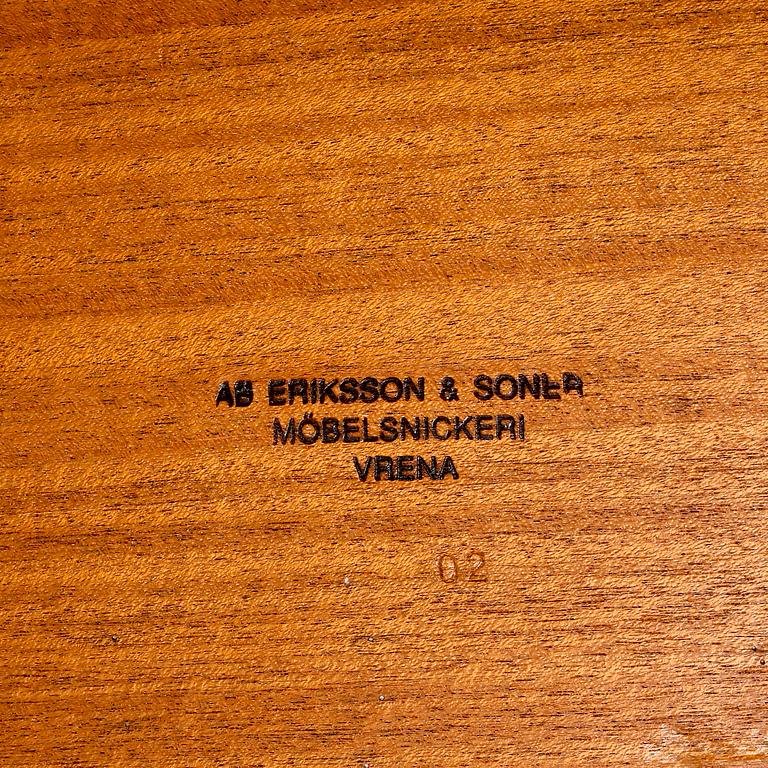 AB ERIKSSON & SONER
MÖBELSNICKERI
VRENA
02